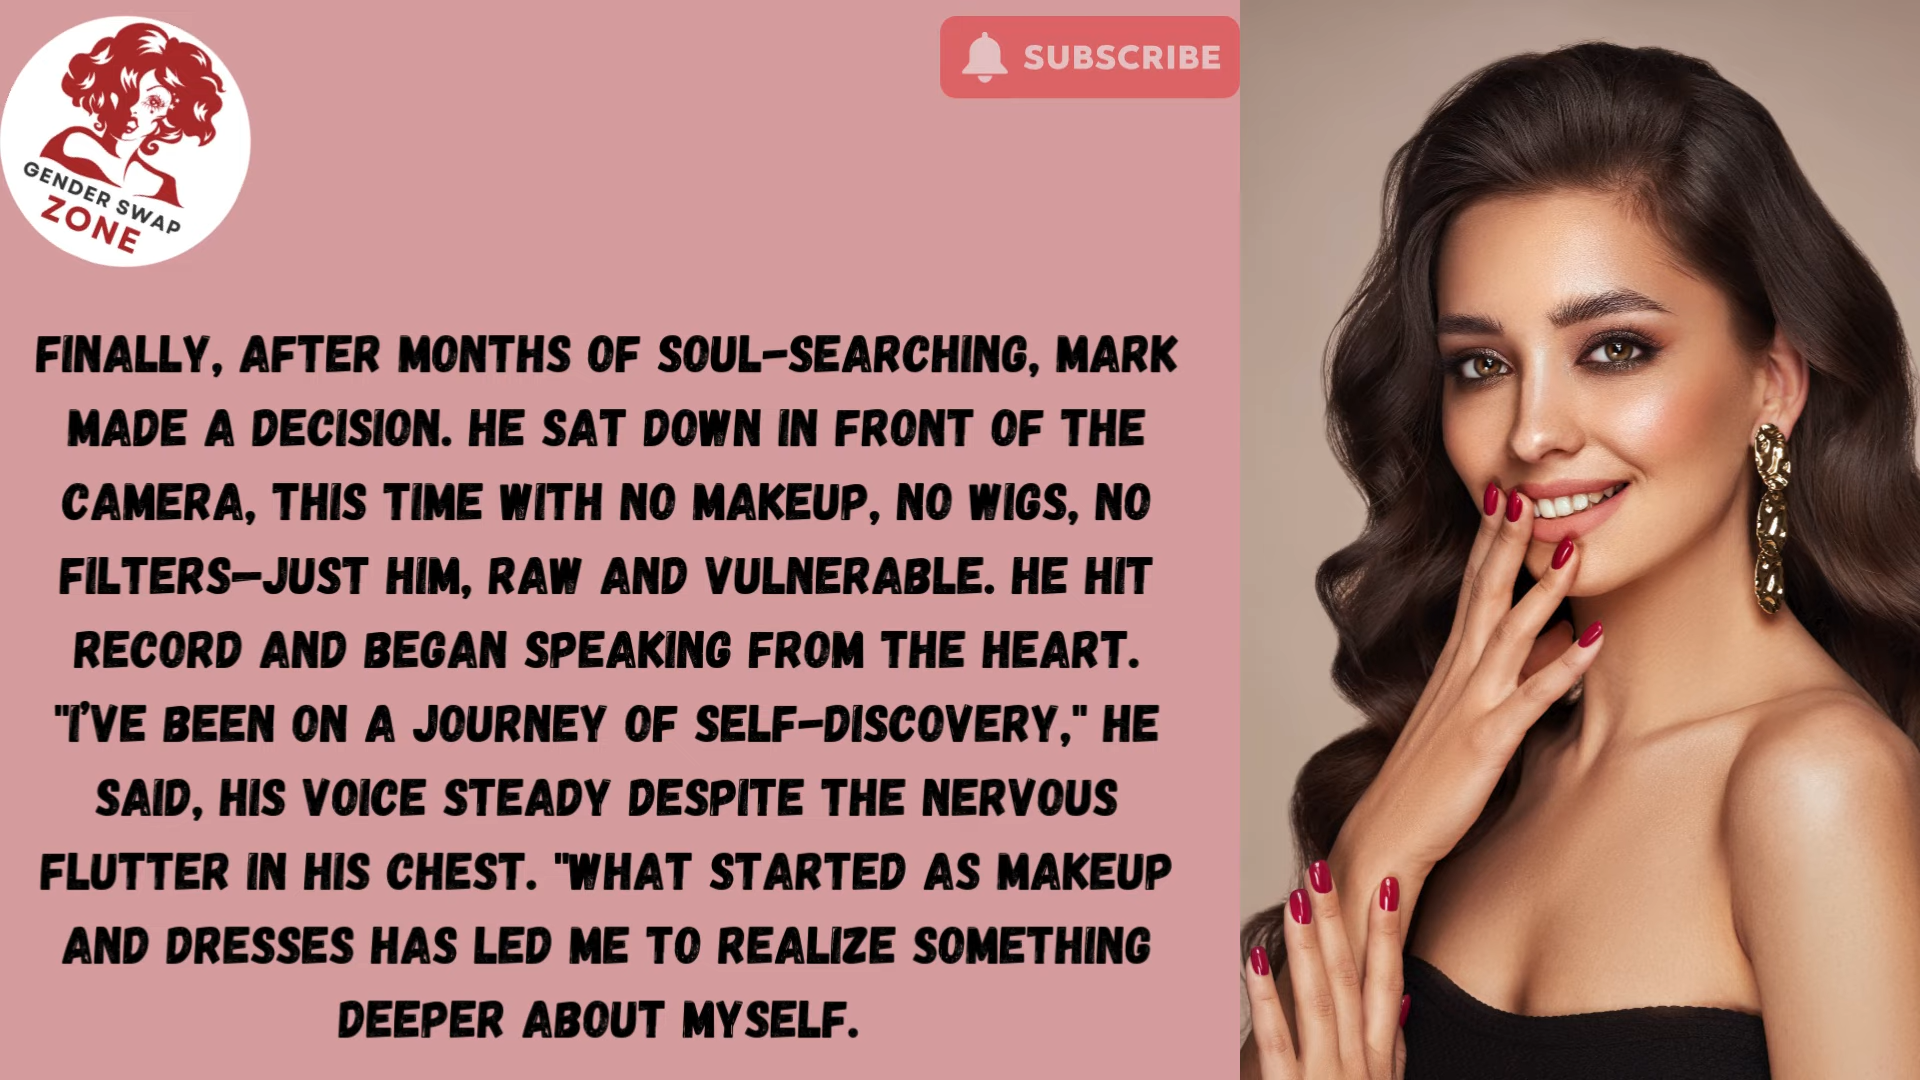 GENDER SWAP
ZONE
SUBSCRIBE
FINALLY, AFTER MONTHS OF SOUL-SEARCHING, MARK
MADE A DECISION. HE SAT DOWN IN FRONT OF THE
CAMERA, THIS TIME WITH NO MAKEUP, NO WIGS, NO
FILTERS—JUST HIM, RAW AND VULNERABLE. HE HIT
RECORD AND BEGAN SPEAKING FROM THE HEART.
"I'VE BEEN ON A JOURNEY OF SELF-DISCOVERY," HE
SAID, HIS VOICE STEADY DESPITE THE NERVOUS
FLUTTER IN HIS CHEST. "WHAT STARTED AS MAKEUP
AND DRESSES HAS LED ME TO REALIZE SOMETHING
DEEPER ABOUT MYSELF.